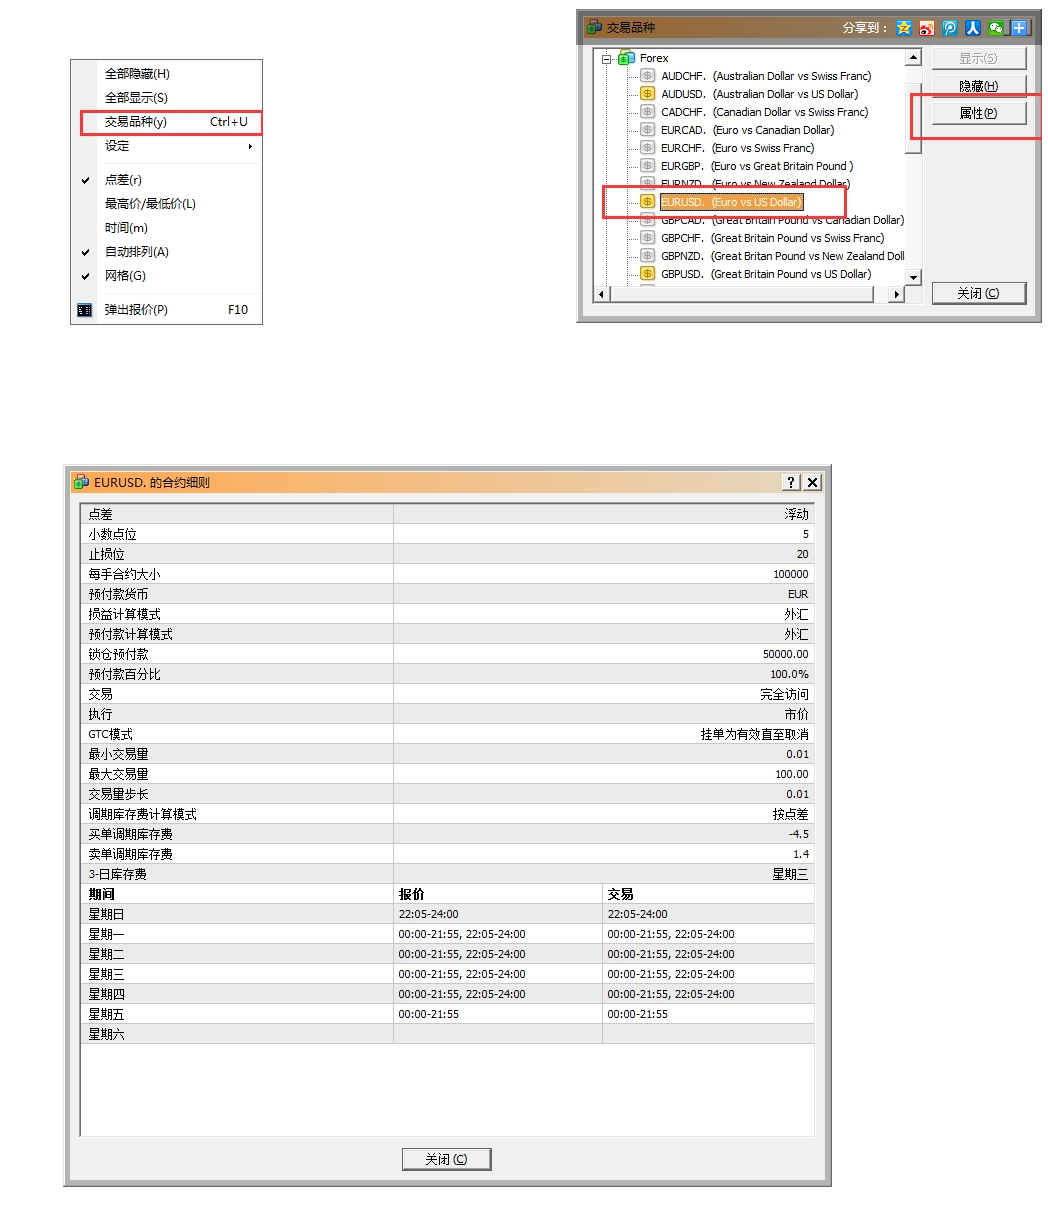 全部隐藏(H)
全部显示(S)
交易品种(y) Ctrl+U
设定
点差(r)
最高价/最低价(L)
时间(m)
自动排列(A)
网格(G)
弹出报价(P) F10
交易品种 分享到：
Forex
AUDCHF. (Australian Dollar vs Swiss Franc)
AUDUSD. (Australian Dollar vs US Dollar)
CADCHF. (Canadian Dollar vs Swiss Franc)
EURCAD. (Euro vs Canadian Dollar)
EURCHF. (Euro vs Swiss Franc)
EURGBP. (Euro vs Great Britain Pound )
EURNZD. (Euro vs New Zealand Dollar)
EURUSD. (Euro vs US Dollar)
GBPCAD. (Great Britain Pound vs Canadian Dollar)
GBPCHF. (Great Britain Pound vs Swiss Franc)
GBPNZD. (Great Britan Pound vs New Zealand Doll
GBPUSD. (Great Britain Pound vs US Dollar)
显示(S)
隐藏(H)
属性(P)
关闭 (C)
EURUSD. 的合约细则
点差 浮动
小数点位 5
止损位 20
每手合约大小 100000
预付款货币 EUR
损益计算模式 外汇
预付款计算模式 外汇
锁仓预付款 50000.00
预付款百分比 100.0%
交易 完全访问
执行 市价
GTC模式 挂单为有效直至取消
最小交易量 0.01
最大交易量 100.00
交易量步长 0.01
调期库存费计算模式 按点差
买单调期库存费 -4.5
卖单调期库存费 1.4
3-日库存费 星期三
期间 报价 交易
星期日 22:05-24:00 22:05-24:00
星期一 00:00-21:55, 22:05-24:00 00:00-21:55, 22:05-24:00
星期二 00:00-21:55, 22:05-24:00 00:00-21:55, 22:05-24:00
星期三 00:00-21:55, 22:05-24:00 00:00-21:55, 22:05-24:00
星期四 00:00-21:55, 22:05-24:00 00:00-21:55, 22:05-24:00
星期五 00:00-21:55 00:00-21:55
星期六
关闭 (C)